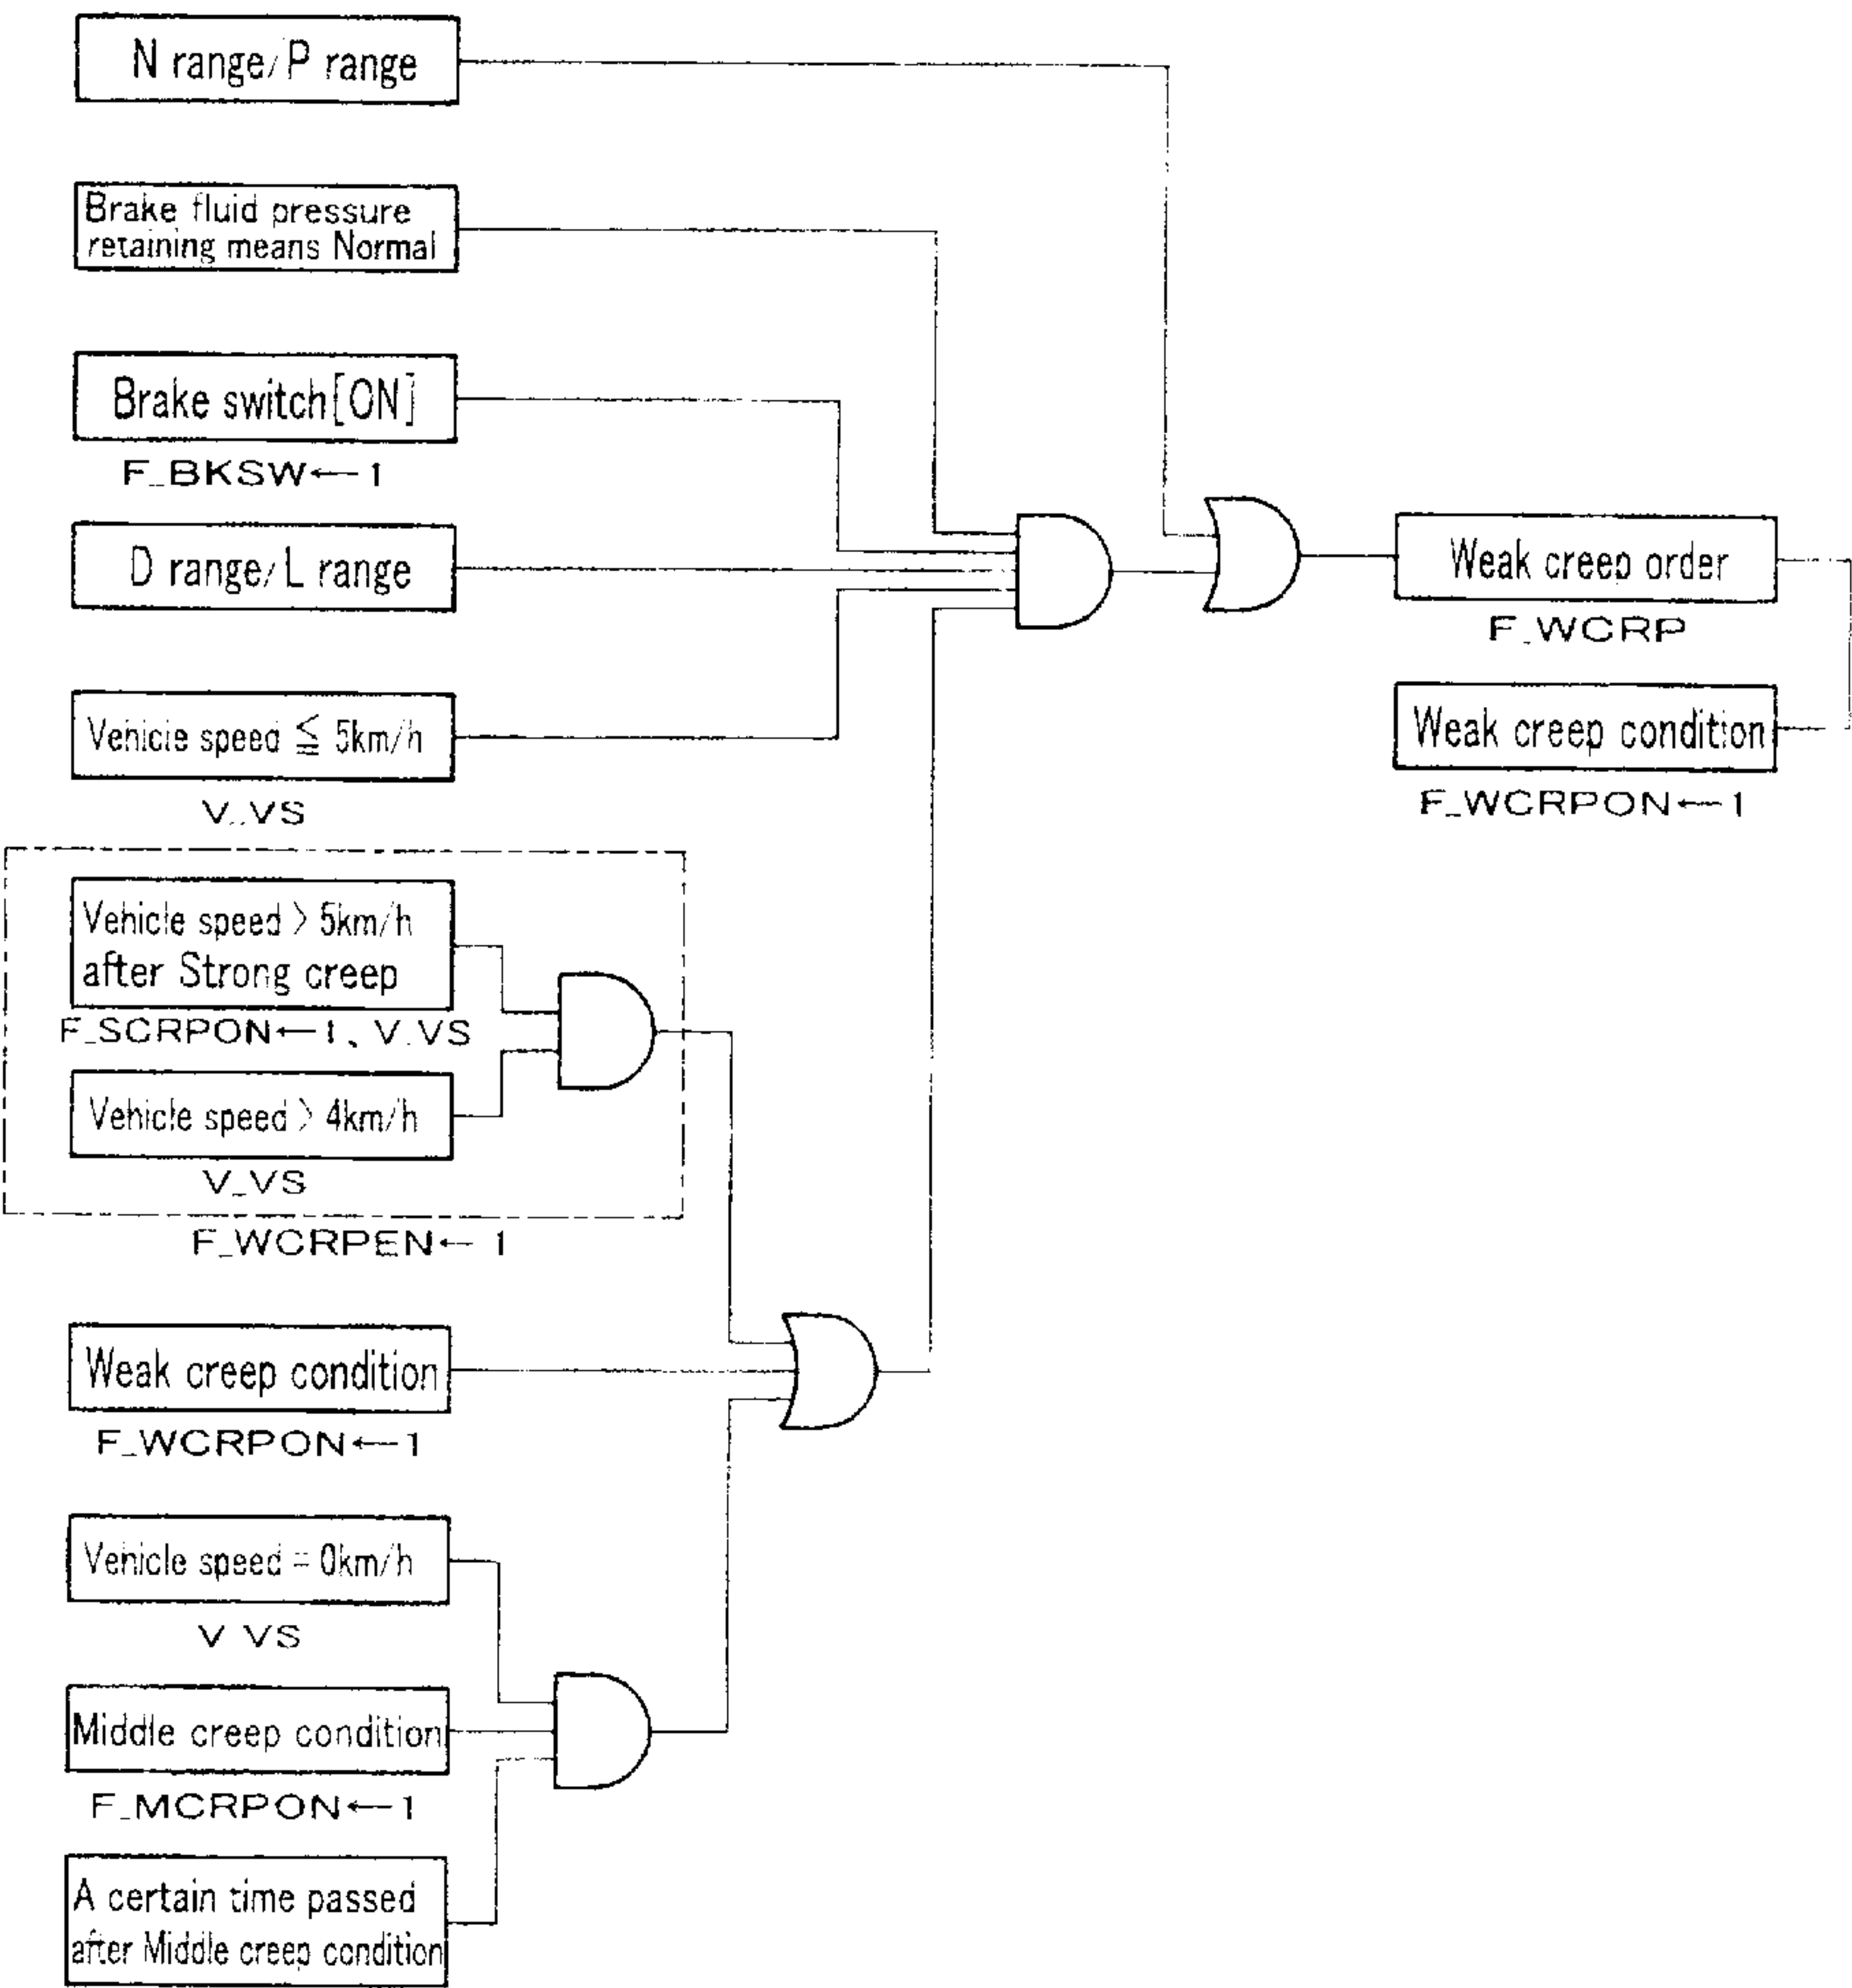 N range/P range
Brake fluid pressure
retaining means Normal
Brake switch[ON]
F_BKSW←1
D range/L range
Weak creep order
F_WCRP
Vehicle speed ≦ 5km/h
V_VS
Weak creep condition
F_WCRPON←1
Vehicle speed > 5km/h
after Strong creep
F_SCRPON←1、V_VS
Vehicle speed > 4km/h
V_VS
F_WCRPEN←1
Weak creep condition
F_WCRPON←1
Vehicle speed = 0km/h
V VS
Middle creep condition
F_MCRPON←1
A certain time passed
after Middle creep condition